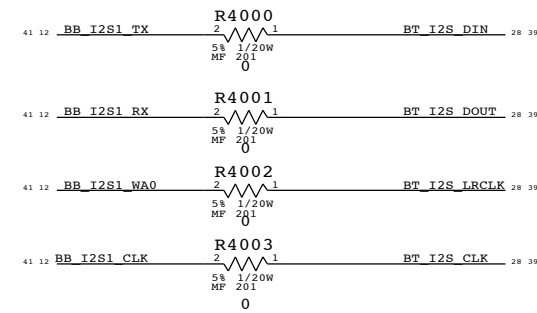 R4000
41 12 BB_I2S1_TX 2 1 BT_I2S_DIN 28 39
5% 1/20W
MF 201
0
R4001
41 12 BB_I2S1_RX 2 1 BT_I2S_DOUT 28 39
5% 1/20W
MF 201
0
R4002
41 12 BB_I2S1_WA0 2 1 BT_I2S_LRCLK 28 39
5% 1/20W
MF 201
0
R4003
41 12 BB_I2S1_CLK 2 1 BT_I2S_CLK 28 39
5% 1/20W
MF 201
0